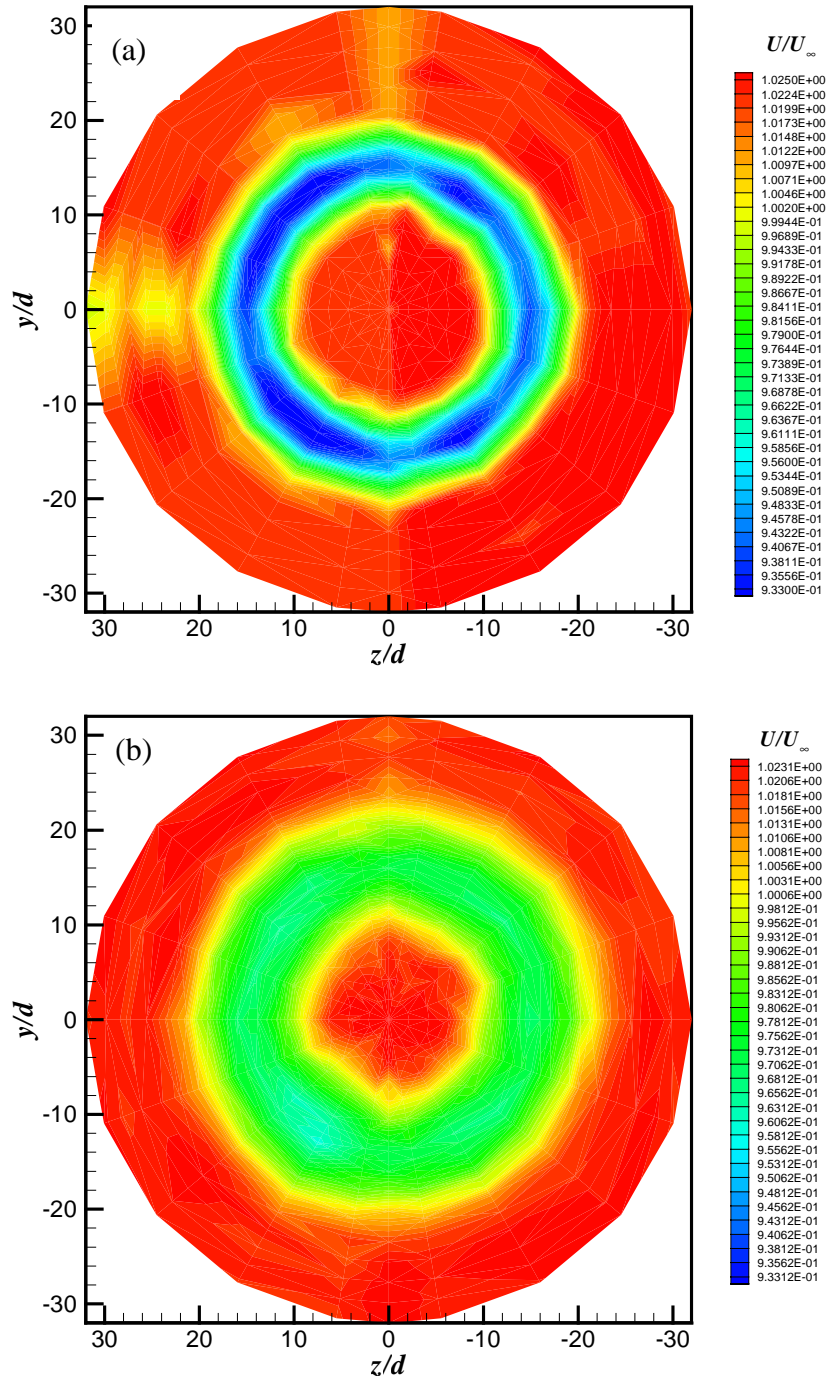 (a)
U/U∞
1.0250E+00
1.0224E+00
1.0199E+00
1.0173E+00
1.0148E+00
1.0122E+00
1.0097E+00
1.0071E+00
1.0046E+00
1.0020E+00
9.9944E-01
9.9689E-01
9.9433E-01
9.9178E-01
9.8922E-01
9.8667E-01
9.8411E-01
9.8156E-01
9.7900E-01
9.7644E-01
9.7389E-01
9.7133E-01
9.6878E-01
9.6622E-01
9.6367E-01
9.6111E-01
9.5856E-01
9.5600E-01
9.5344E-01
9.5089E-01
9.4833E-01
9.4578E-01
9.4322E-01
9.4067E-01
9.3811E-01
9.3556E-01
9.3300E-01
y/d
30
20
10
0
-10
-20
-30
30 20 10 0 -10 -20 -30
z/d
(b)
U/U∞
1.0231E+00
1.0206E+00
1.0181E+00
1.0156E+00
1.0131E+00
1.0106E+00
1.0081E+00
1.0056E+00
1.0031E+00
1.0006E+00
9.9812E-01
9.9562E-01
9.9312E-01
9.9062E-01
9.8812E-01
9.8562E-01
9.8312E-01
9.8062E-01
9.7812E-01
9.7562E-01
9.7312E-01
9.7062E-01
9.6812E-01
9.6562E-01
9.6312E-01
9.6062E-01
9.5812E-01
9.5562E-01
9.5312E-01
9.5062E-01
9.4812E-01
9.4562E-01
9.4312E-01
9.4062E-01
9.3812E-01
9.3562E-01
9.3312E-01
y/d
30
20
10
0
-10
-20
-30
30 20 10 0 -10 -20 -30
z/d